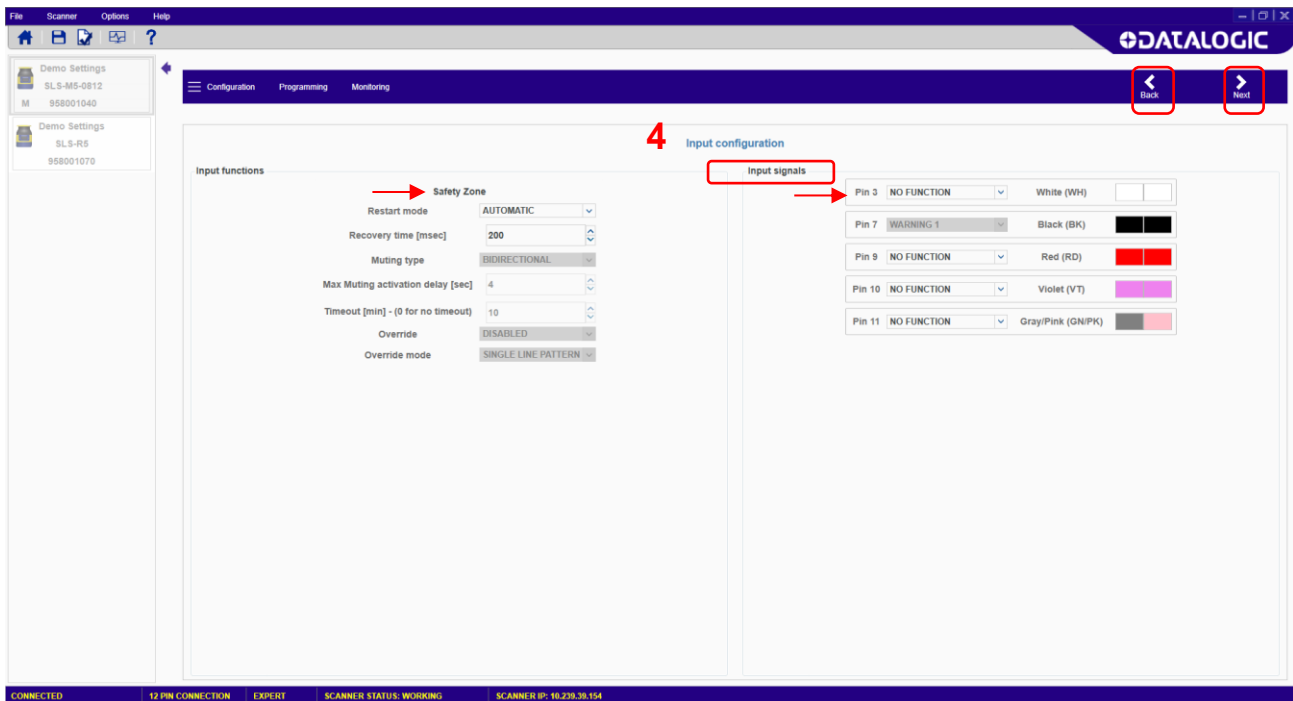 File Scanner Options Help
?
DATALOGIC
Demo Settings
SLS-M5-0812
M 958001040
Demo Settings
SLS-R5
958001070
Configuration Programming Monitoring
Back Next
4 Input configuration
Input functions
Safety Zone
Restart mode AUTOMATIC
Recovery time [msec] 200
Muting type BIDIRECTIONAL
Max Muting activation delay [sec] 4
Timeout [min] - (0 for no timeout) 10
Override DISABLED
Override mode SINGLE LINE PATTERN
Input signals
Pin 3 NO FUNCTION White (WH)
Pin 7 WARNING 1 Black (BK)
Pin 9 NO FUNCTION Red (RD)
Pin 10 NO FUNCTION Violet (VT)
Pin 11 NO FUNCTION Gray/Pink (GN/PK)
CONNECTED 12 PIN CONNECTION EXPERT SCANNER STATUS: WORKING SCANNER IP: 10.239.39.154